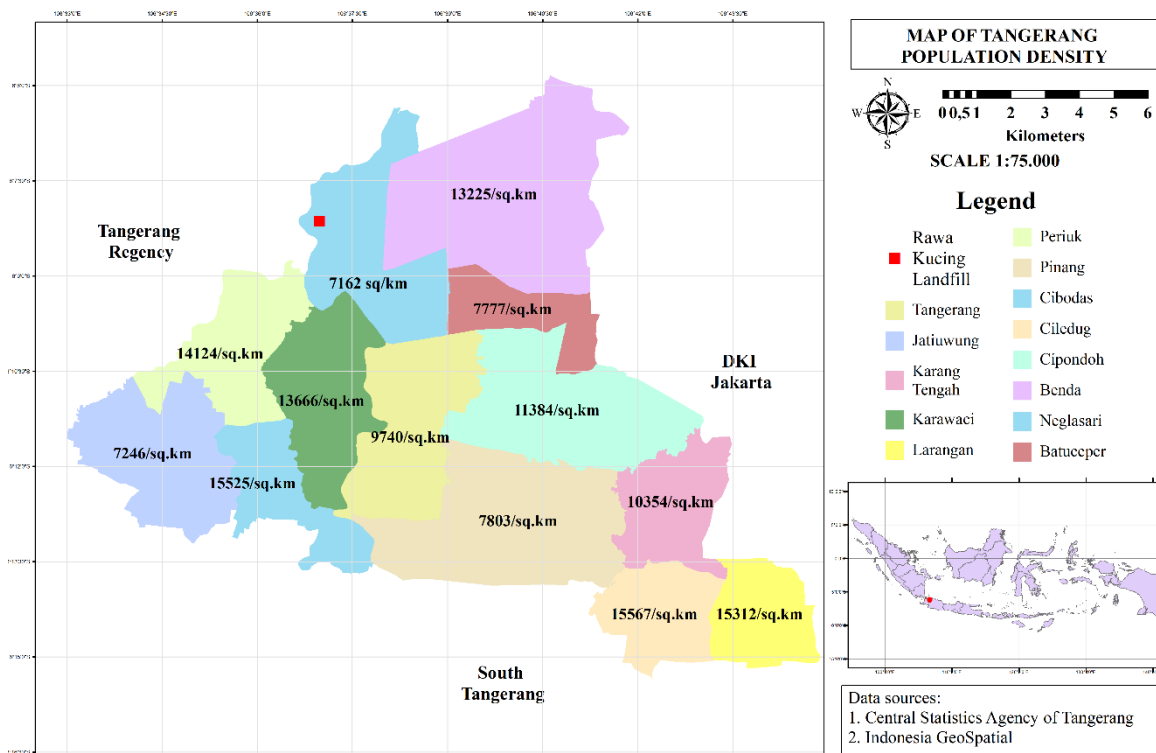 MAP OF TANGERANG
POPULATION DENSITY
N
W
E
S
0 0,5 1 2 3 4 5 6
Kilometers
SCALE 1:75.000
Legend
Rawa
Kucing
Landfill
Tangerang
Jatiuwung
Karang
Tengah
Karawaci
Larangan
Periuk
Pinang
Cibodas
Ciledug
Cipondoh
Benda
Neglasari
Batuceper
Tangerang
Regency
13225/sq.km
7162 sq/km
7777/sq.km
14124/sq.km
DKI
Jakarta
13666/sq.km
11384/sq.km
9740/sq.km
7246/sq.km
15525/sq.km
10354/sq.km
7803/sq.km
15567/sq.km
15312/sq.km
South
Tangerang
Data sources:
1. Central Statistics Agency of Tangerang
2. Indonesia GeoSpatial